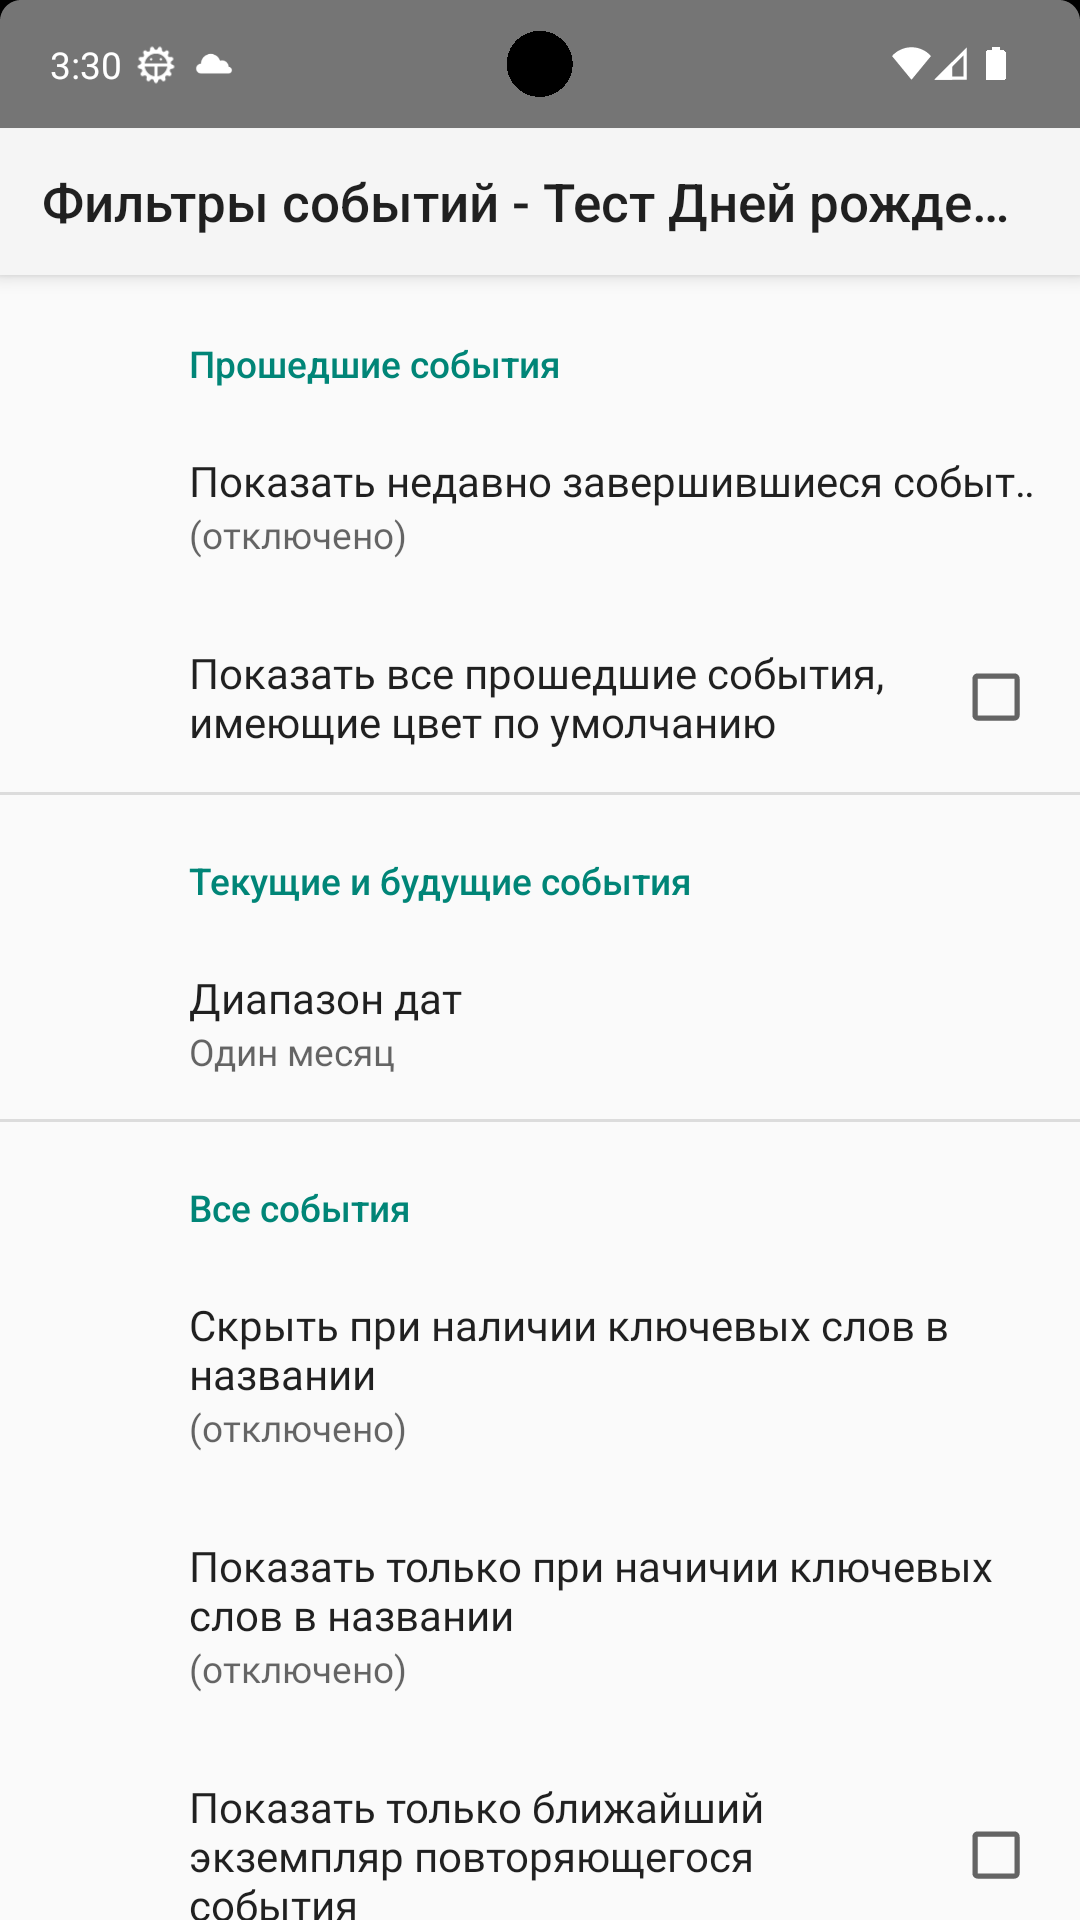 3:30
Фильтры событий - Тест Дней рожде...
Прошедшие события
Показать недавно завершившиеся событ..
(отключено)
Показать все прошедшие события,
имеющие цвет по умолчанию
Текущие и будущие события
Диапазон дат
Один месяц
Все события
Скрыть при наличии ключевых слов в
названии
(отключено)
Показать только при начичии ключевых
слов в названии
(отключено)
Показать только ближайший
экземпляр повторяющегося
события